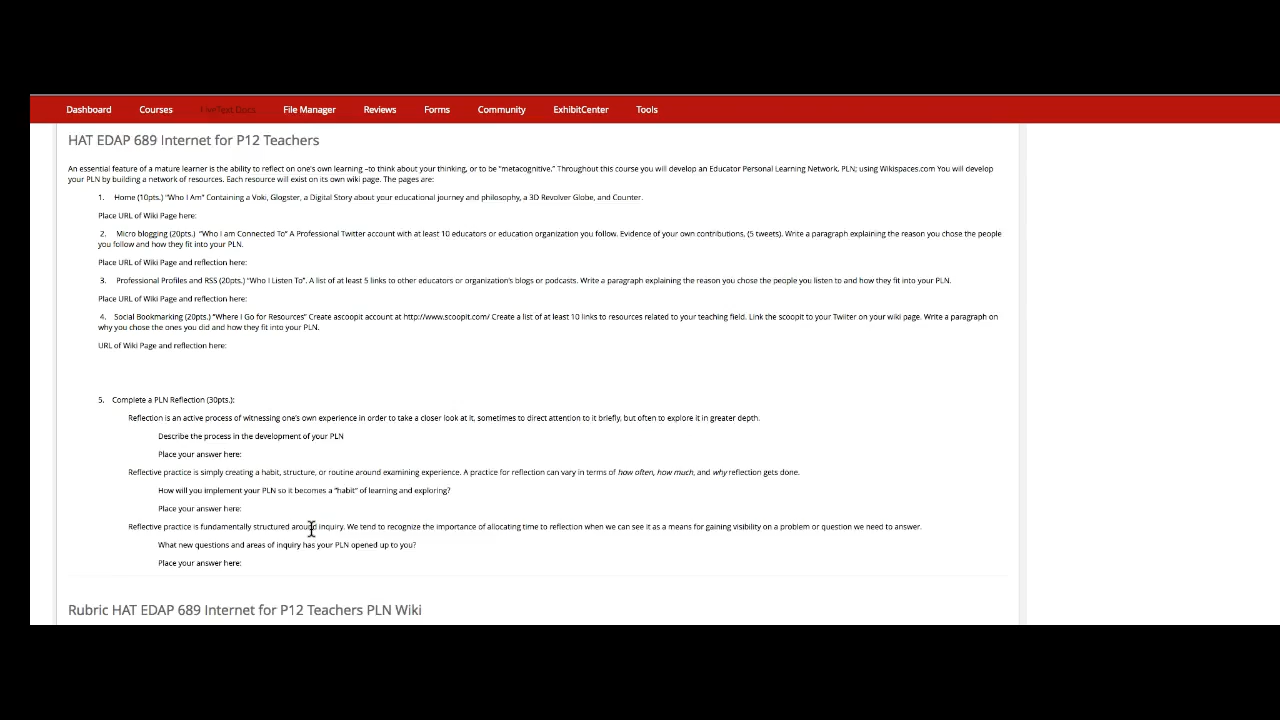 Dashboard Courses LiveText Docs File Manager Reviews Forms Community ExhibitCenter Tools
HAT EDAP 689 Internet for P12 Teachers
An essential feature of a mature learner is the ability to reflect on one's own learning –to think about your thinking, or to be "metacognitive." Throughout this course you will develop an Educator Personal Learning Network, PLN; using Wikispaces.com You will develop
your PLN by building a network of resources. Each resource will exist on its own wiki page. The pages are:
1. Home (10pts.) "Who I Am" Containing a Voki, Glogster, a Digital Story about your educational journey and philosophy, a 3D Revolver Globe, and Counter.
Place URL of Wiki Page here:
2. Micro blogging (20pts.) "Who I am Connected To" A Professional Twitter account with at least 10 educators or education organization you follow. Evidence of your own contributions, (5 tweets). Write a paragraph explaining the reason you chose the people
you follow and how they fit into your PLN.
Place URL of Wiki Page and reflection here:
3. Professional Profiles and RSS (20pts.) "Who I Listen To". A list of at least 5 links to other educators or organization's blogs or podcasts. Write a paragraph explaining the reason you chose the people you listen to and how they fit into your PLN.
Place URL of Wiki Page and reflection here:
4. Social Bookmarking (20pts.) "Where I Go for Resources" Create ascoopit account at http://www.scoopit.com/ Create a list of at least 10 links to resources related to your teaching field. Link the scoopit to your Twiiter on your wiki page. Write a paragraph on
why you chose the ones you did and how they fit into your PLN.
URL of Wiki Page and reflection here:
5. Complete a PLN Reflection (30pts.):
Reflection is an active process of witnessing one's own experience in order to take a closer look at it, sometimes to direct attention to it briefly, but often to explore it in greater depth.
Describe the process in the development of your PLN
Place your answer here:
Reflective practice is simply creating a habit, structure, or routine around examining experience. A practice for reflection can vary in terms of how often, how much, and why reflection gets done.
How will you implement your PLN so it becomes a "habit" of learning and exploring?
Place your answer here:
Reflective practice is fundamentally structured around inquiry. We tend to recognize the importance of allocating time to reflection when we can see it as a means for gaining visibility on a problem or question we need to answer.
What new questions and areas of inquiry has your PLN opened up to you?
Place your answer here:
Rubric HAT EDAP 689 Internet for P12 Teachers PLN Wiki